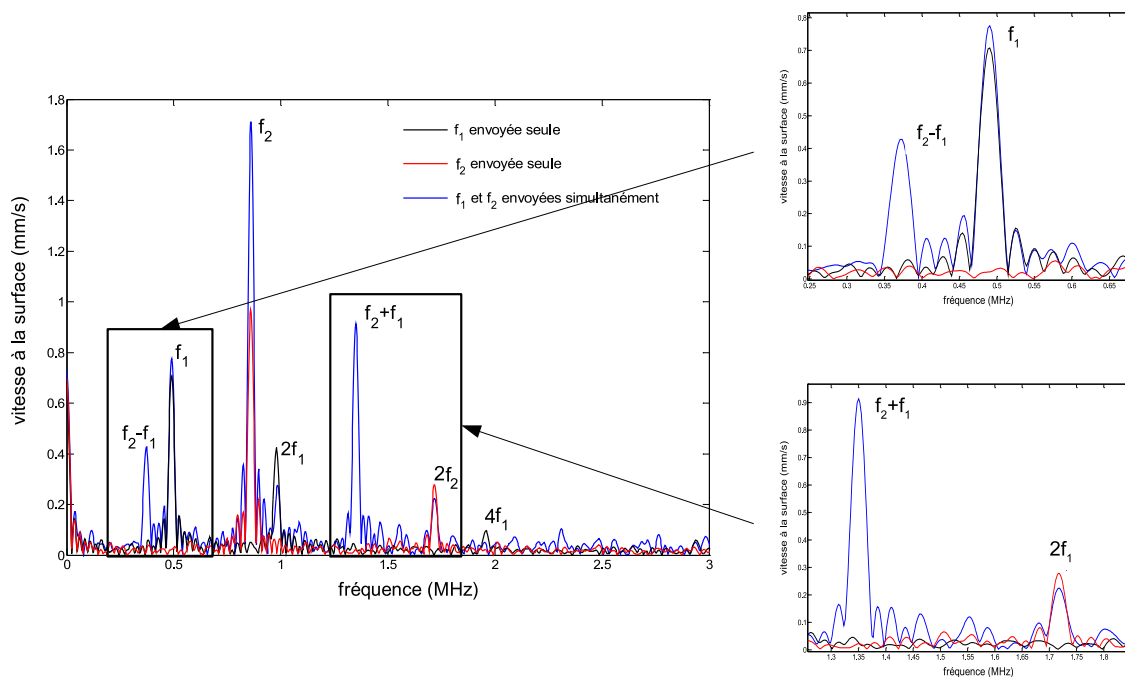 vitesse à la surface (mm/s)
1.8
1.6
1.4
1.2
1
0.8
0.6
0.4
0.2
0
f2
f1 envoyée seule
f2 envoyée seule
f1 et f2 envoyées simultanément
f2+f1
f1
f2-f1
2f1
2f2
4f1
0 0.5 1 1.5 2 2.5 3
fréquence (MHz)
vitesse à la surface (mm/s)
0.8
0.7
0.6
0.5
0.4
0.3
0.2
0.1
0
f1
f2-f1
0.25 0.3 0.35 0.4 0.45 0.5 0.55 0.6 0.65
fréquence (MHz)
vitesse à la surface (mm/s)
0.9
0.8
0.7
0.6
0.5
0.4
0.3
0.2
0.1
0
f2+f1
2f1
1,3 1,35 1,4 1,45 1,5 1,55 1,6 1,65 1,7 1,75 1,8
fréquence (MHz)